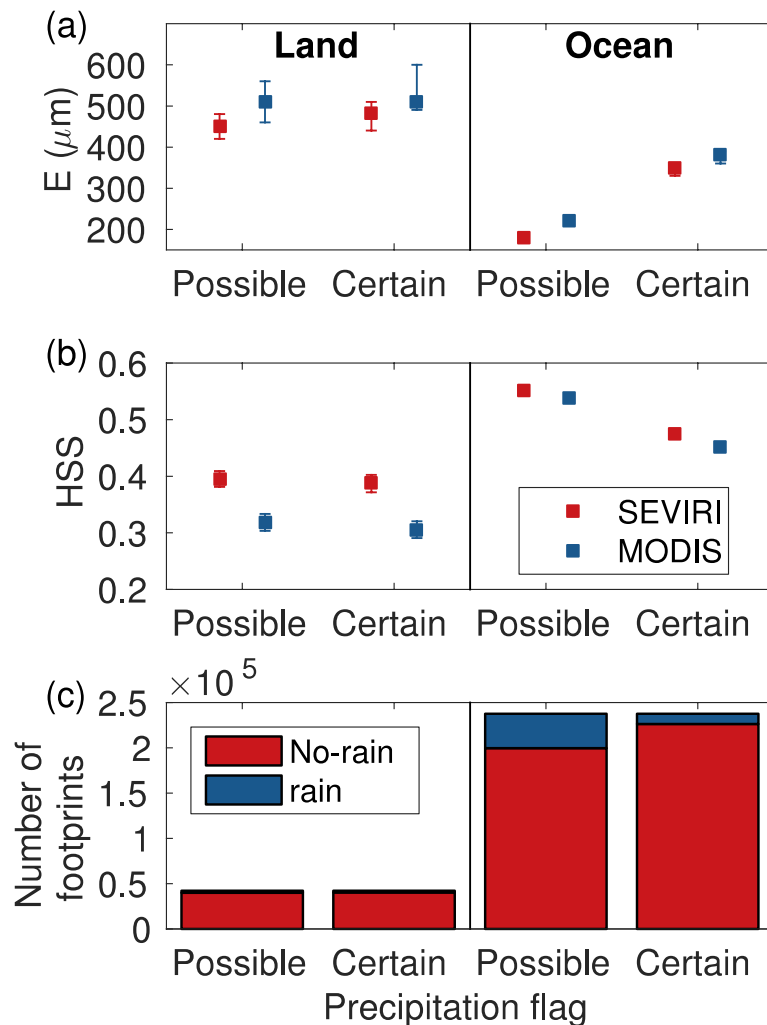 (a)
Land
Ocean
600
500
400
300
200
E (μm)
Possible
Certain
Possible
Certain
(b)
0.6
0.5
0.4
0.3
0.2
HSS
SEVIRI
MODIS
Possible
Certain
Possible
Certain
(c)
×10 5
2.5
2
1.5
1
0.5
0
Number of
footprints
No-rain
rain
Possible
Certain
Possible
Certain
Precipitation flag